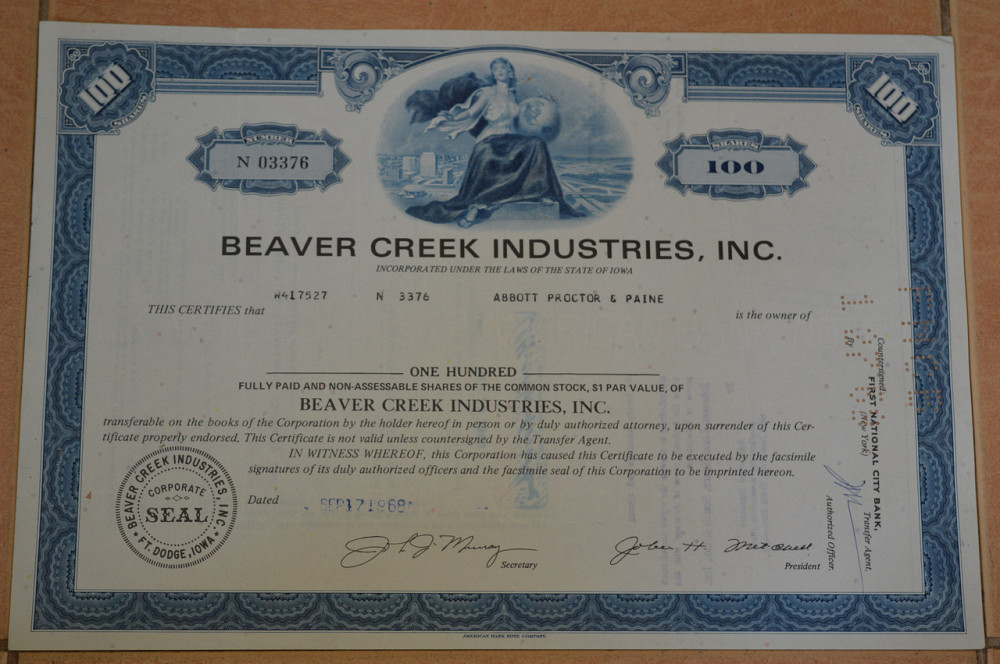 100
SHARES
100
SHARES
NUMBER
N 03376
SHARES
100
BEAVER CREEK INDUSTRIES, INC.
INCORPORATED UNDER THE LAWS OF THE STATE OF IOWA
W417527 N 3376 ABBOTT PROCTOR & PAINE
THIS CERTIFIES that is the owner of
ONE HUNDRED
FULLY PAID AND NON-ASSESSABLE SHARES OF THE COMMON STOCK, $1 PAR VALUE, OF
BEAVER CREEK INDUSTRIES, INC.
transferable on the books of the Corporation by the holder hereof in person or by duly authorized attorney, upon surrender of this Cer-
tificate properly endorsed. This Certificate is not valid unless countersigned by the Transfer Agent.
IN WITNESS WHEREOF, this Corporation has caused this Certificate to be executed by the facsimile
signatures of its duly authorized officers and the facsimile seal of this Corporation to be imprinted hereon.
BEAVER CREEK INDUSTRIES, INC.
CORPORATE
SEAL
FT. DODGE, IOWA
Dated SEP 17 1968
Secretary
President
Countersigned:
FIRST NATIONAL CITY BANK,
(New York) Transfer Agent,
By
Authorized Officer.
AMERICAN BANK NOTE COMPANY